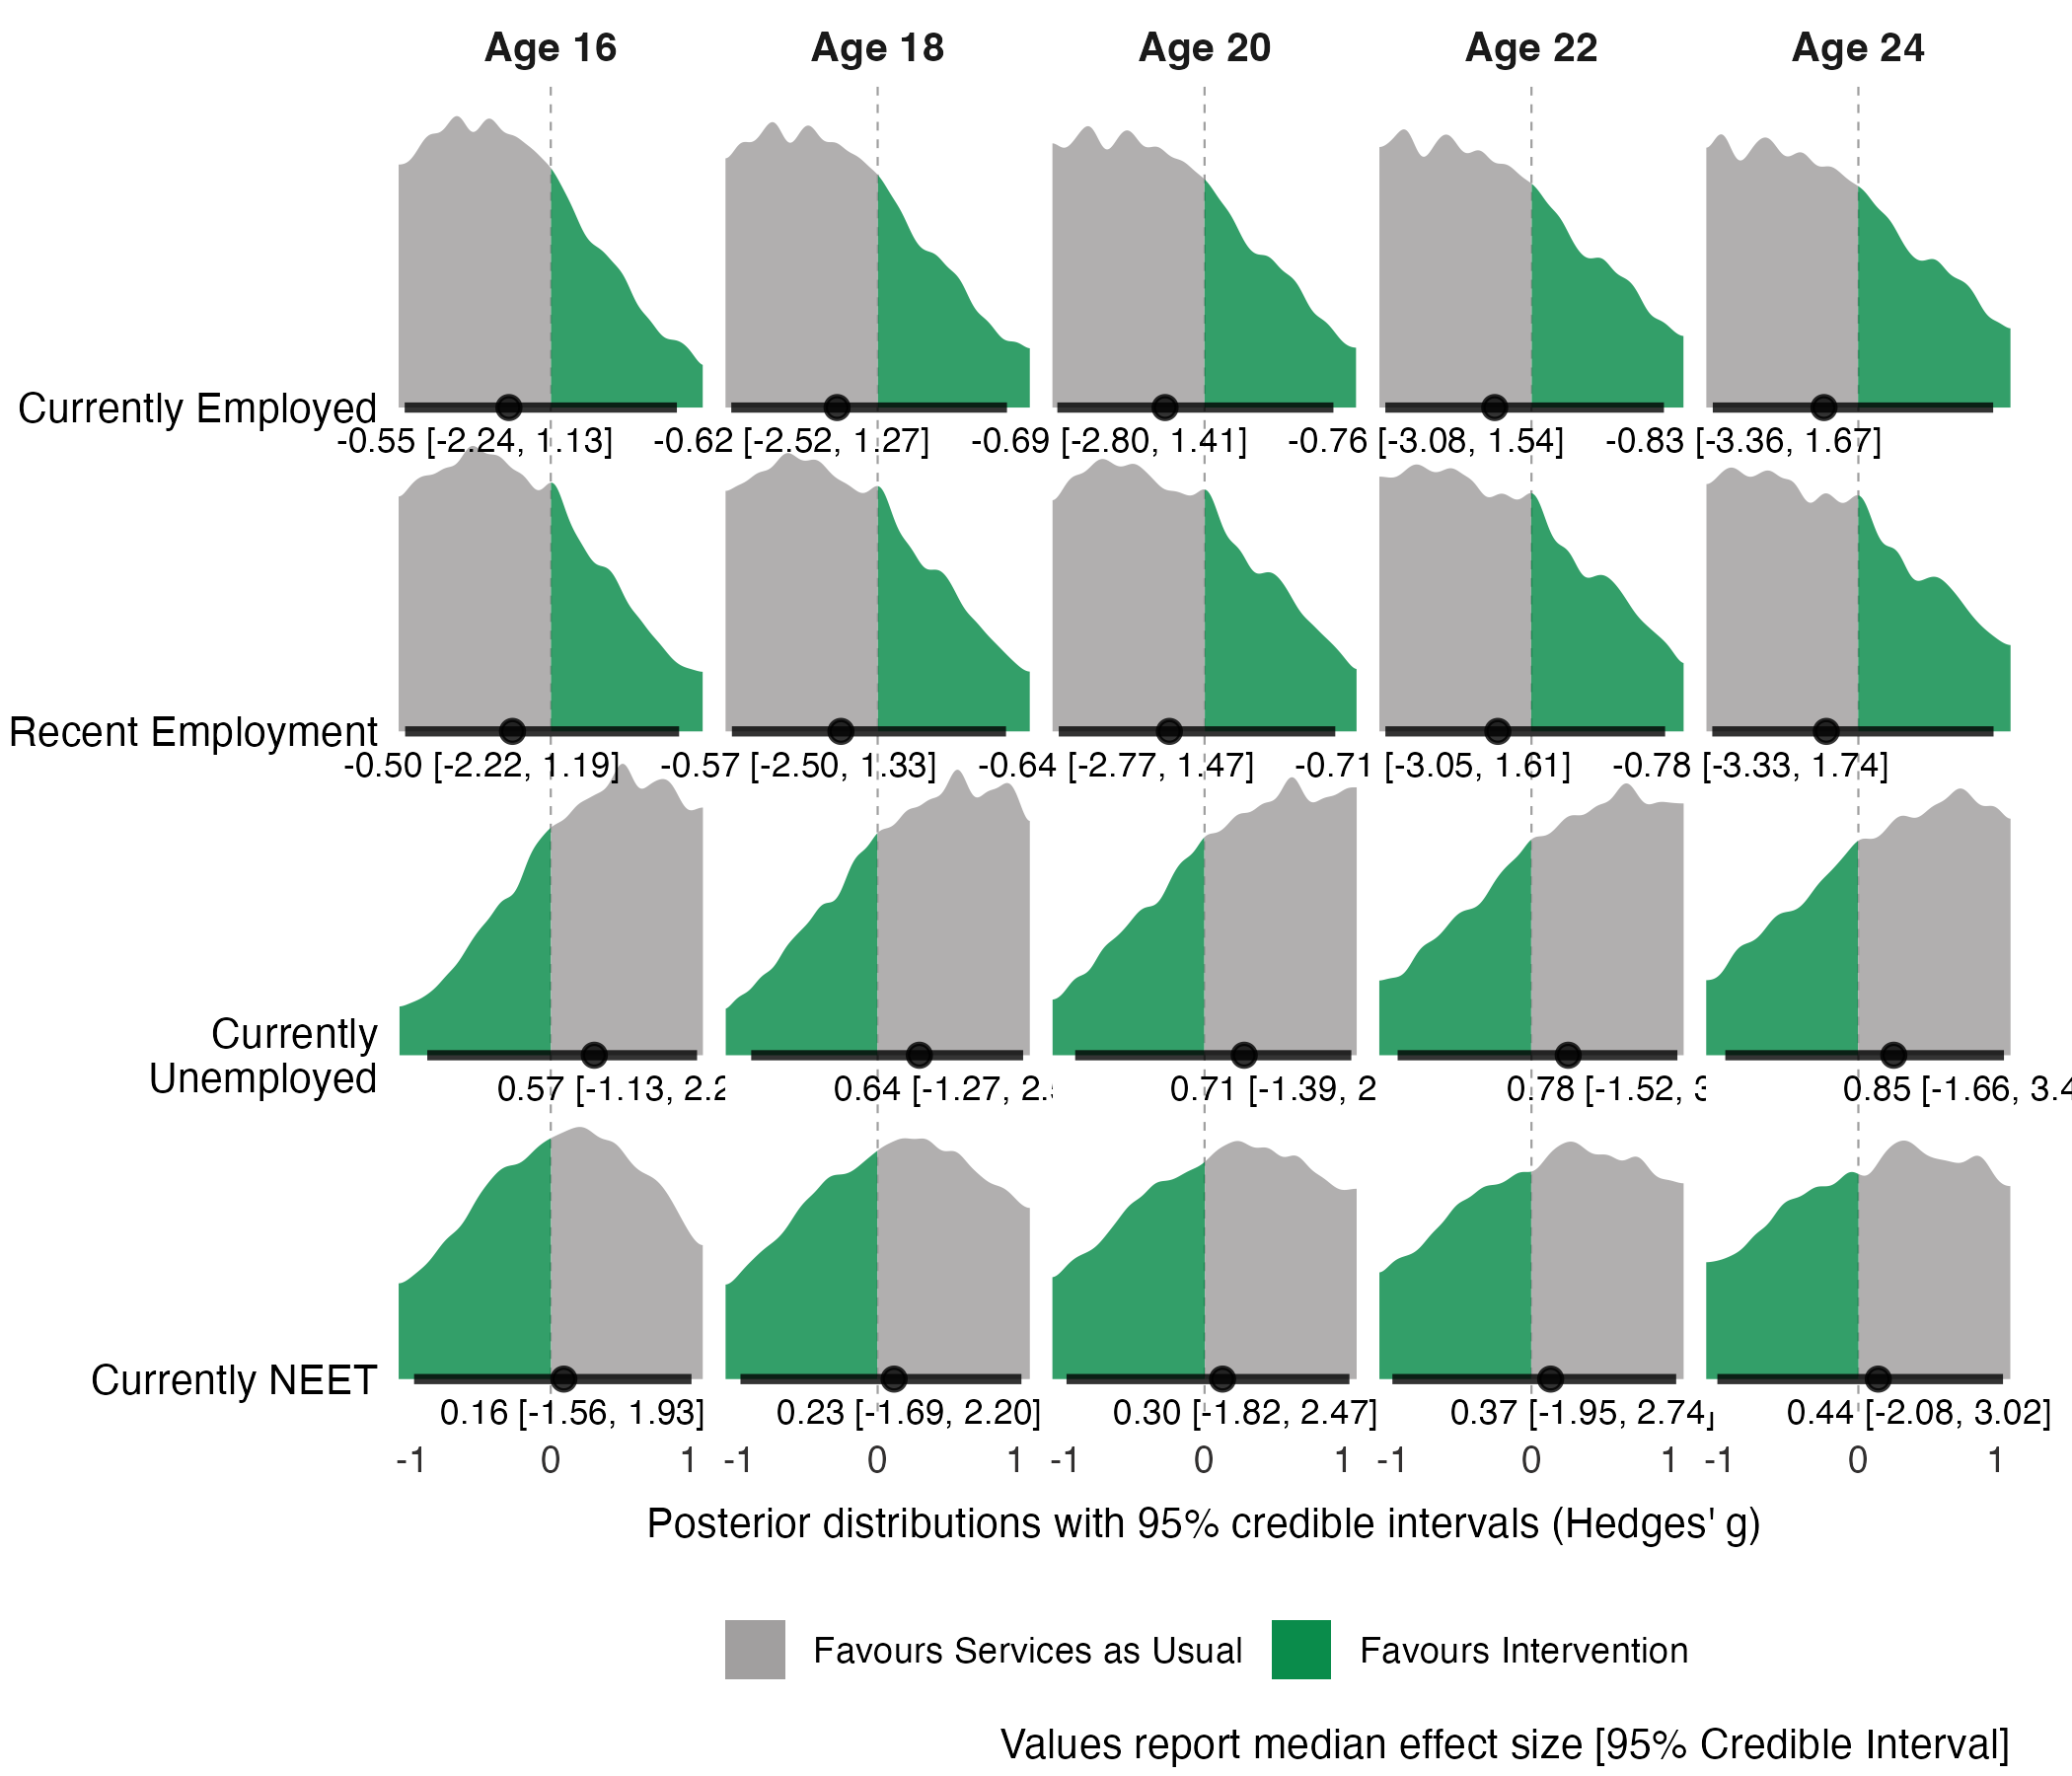 Age 16 Age 18 Age 20 Age 22 Age 24
Currently Employed
-0.55 [-2.24, 1.13] -0.62 [-2.52, 1.27] -0.69 [-2.80, 1.41] -0.76 [-3.08, 1.54] -0.83 [-3.36, 1.67]
Recent Employment
-0.50 [-2.22, 1.19] -0.57 [-2.50, 1.33] -0.64 [-2.77, 1.47] -0.71 [-3.05, 1.61] -0.78 [-3.33, 1.74]
Currently
Unemployed
0.57 [-1.13, 0.64 [-1.27, 0.71 [-1.39, 0.78 [-1.52, 0.85 [-1.66,
Currently NEET
0.16 [-1.56, 1.93] 0.23 [-1.69, 2.20] 0.30 [-1.82, 2.47] 0.37 [-1.95, 2.74] 0.44 [-2.08, 3.02]
-1 0 1 -1 0 1 -1 0 1 -1 0 1 -1 0 1
Posterior distributions with 95% credible intervals (Hedges' g)
Favours Services as Usual Favours Intervention
Values report median effect size [95% Credible Interval]